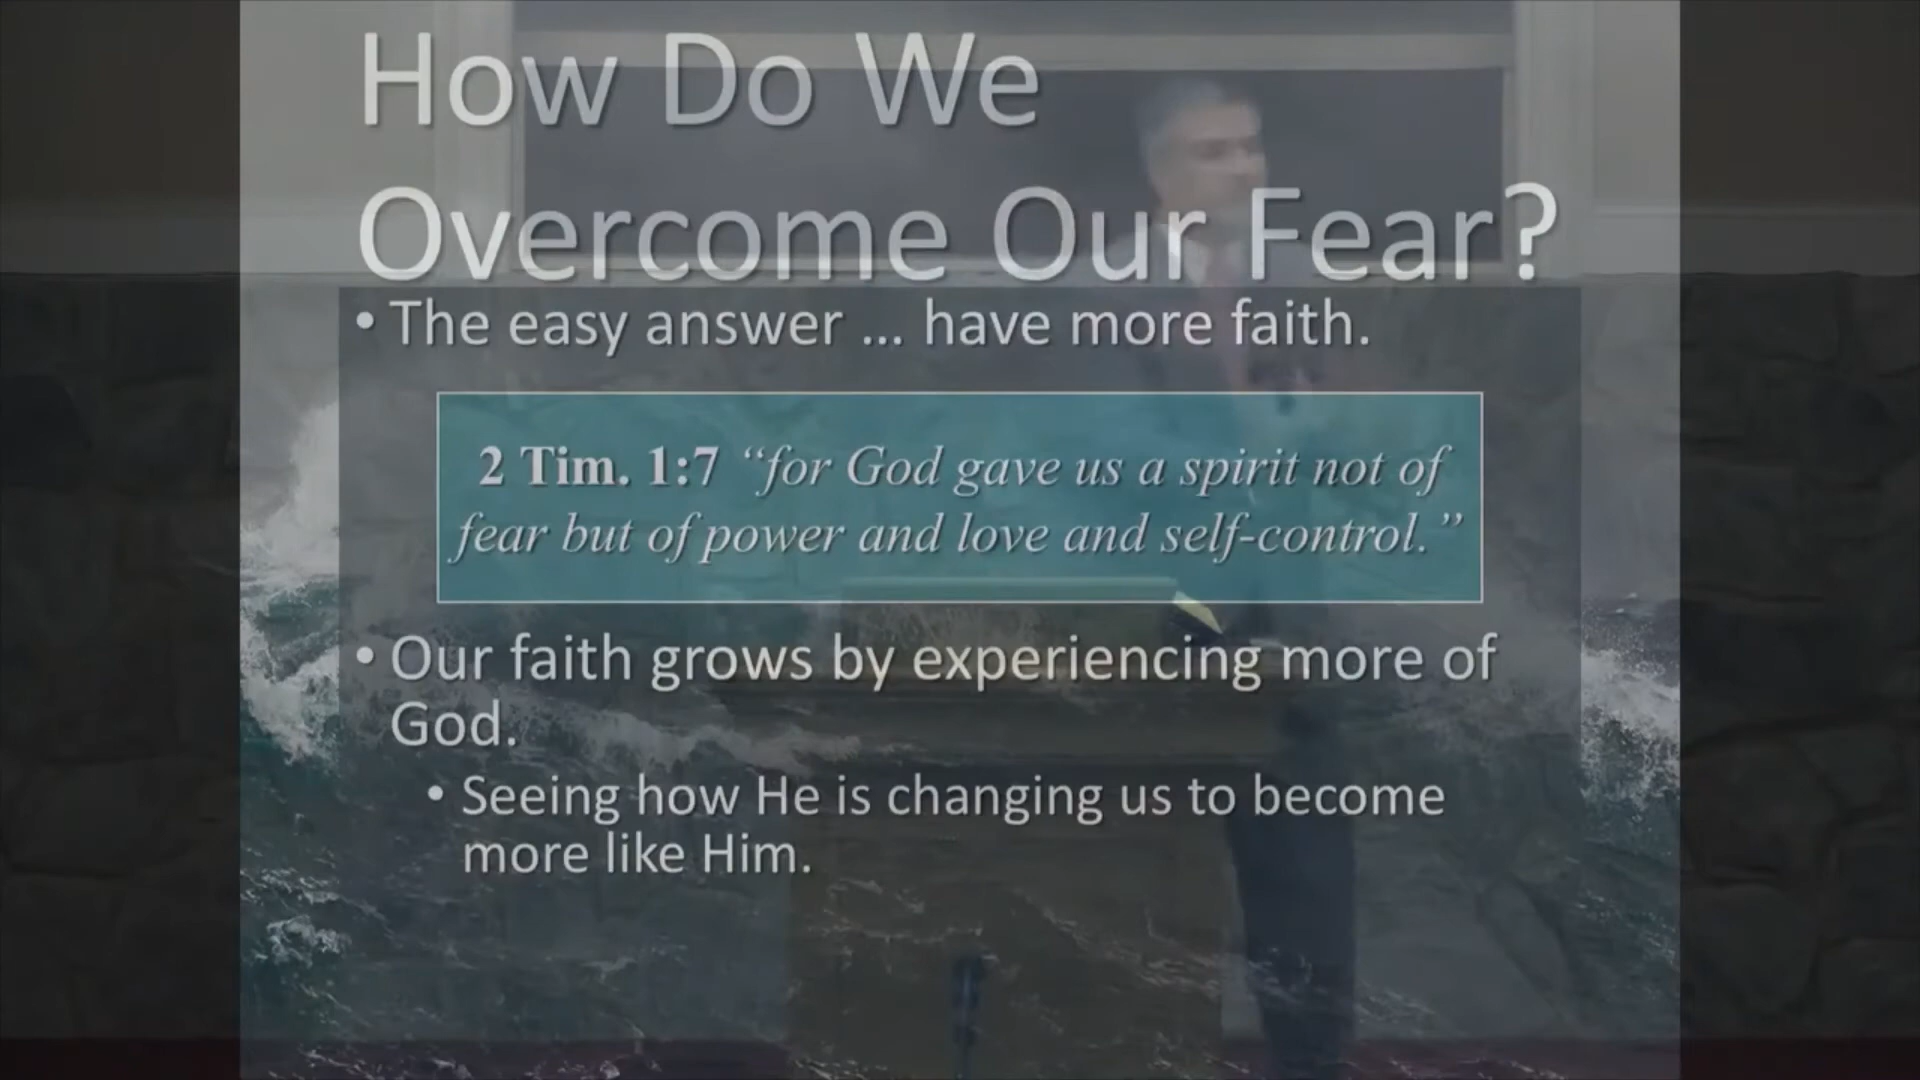 How Do We
Overcome Our Fear?
• The easy answer ... have more faith.
2 Tim. 1:7 “for God gave us a spirit not of
fear but of power and love and self-control.”
• Our faith grows by experiencing more of
God.
• Seeing how He is changing us to become
more like Him.